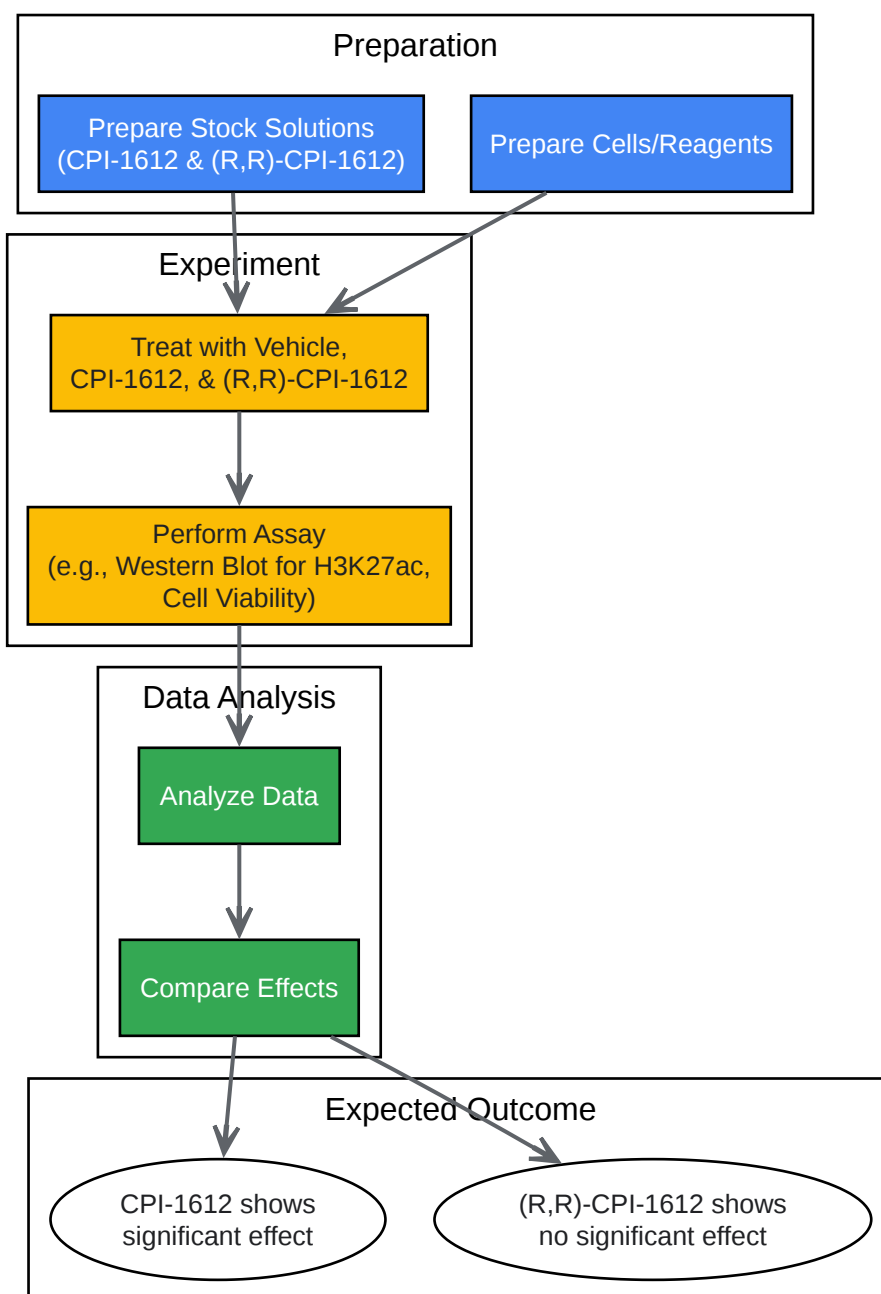 Preparation
Prepare Stock Solutions
(CPI-1612 & (R,R)-CPI-1612)
Prepare Cells/Reagents
Experiment
Treat with Vehicle,
CPI-1612, & (R,R)-CPI-1612
Perform Assay
(e.g., Western Blot for H3K27ac,
Cell Viability)
Data Analysis
Analyze Data
Compare Effects
Expected Outcome
CPI-1612 shows
significant effect
(R,R)-CPI-1612 shows
no significant effect